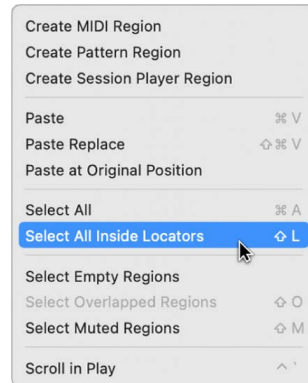 Create MIDI Region
Create Pattern Region
Create Session Player Region
Paste ⌘ V
Paste Replace ⇧ ⌘ V
Paste at Original Position
Select All ⌘ A
Select All Inside Locators ⇧ L
Select Empty Regions
Select Overlapped Regions ⇧ O
Select Muted Regions ⇧ M
Scroll in Play ^ `